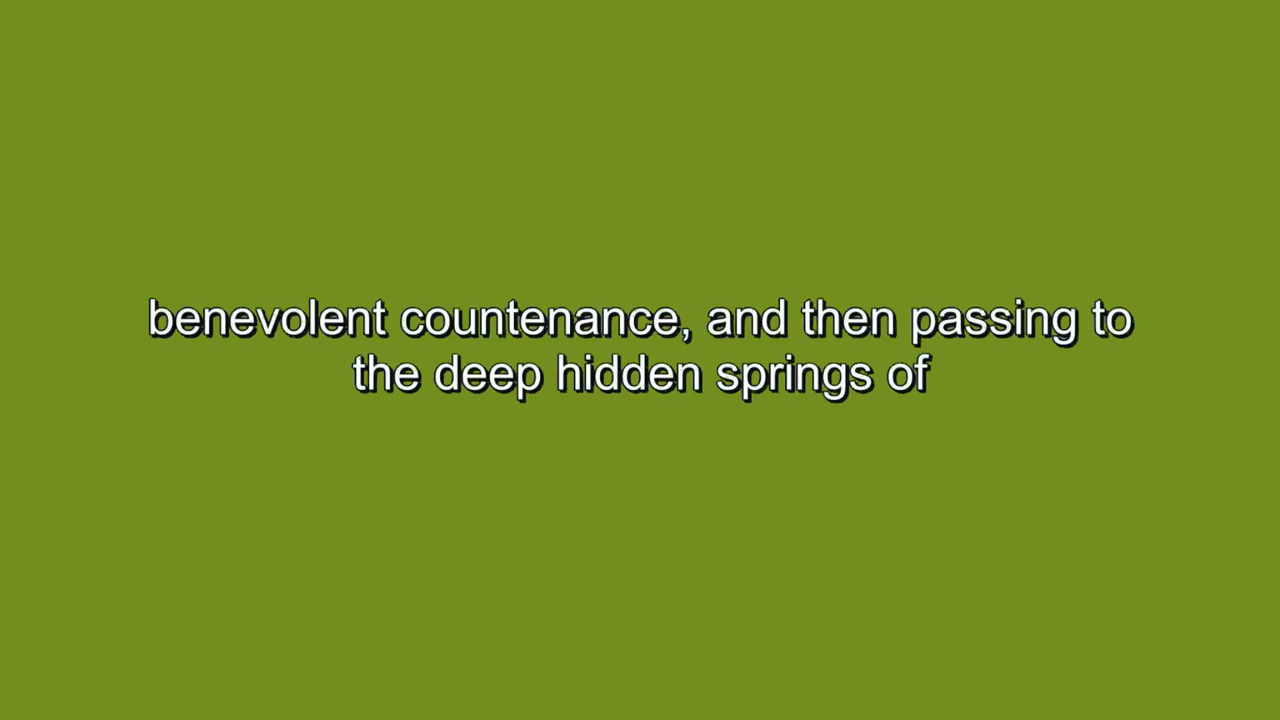 benevolent countenance, and then passing to
the deep hidden springs of